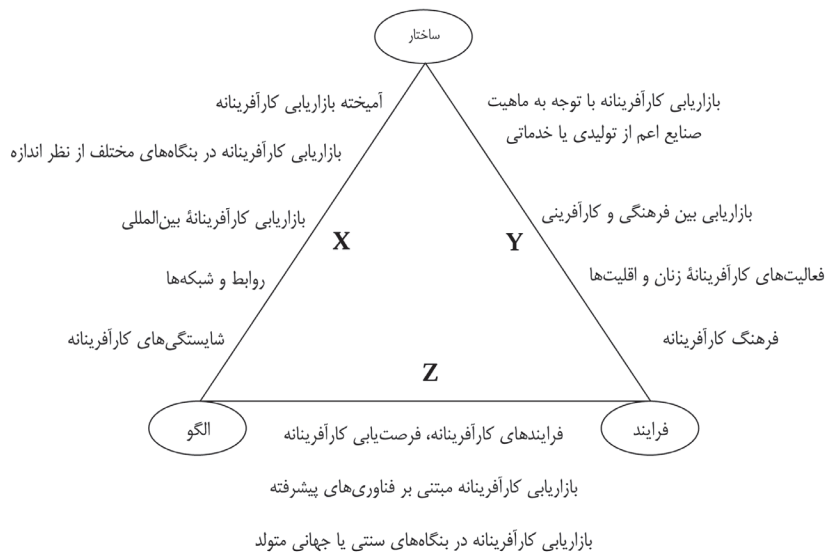 ساختار
بازاریابی کارآفرینانه با توجه به ماهیت
صنایع اعم از تولیدی یا خدماتی
بازاریابی بین فرهنگی و کارآفرینی
فعالیت‌های کارآفرینانهٔ زنان و اقلیت‌ها
فرهنگ کارآفرینانه
Y
آمیخته بازاریابی کارآفرینانه
بازاریابی کارآفرینانه در بنگاه‌های مختلف از نظر اندازه
بازاریابی کارآفرینانهٔ بین‌المللی
روابط و شبکه‌ها
شایستگی‌های کارآفرینانه
X
Z
فرایند
الگو
فرایندهای کارآفرینانه، فرصت‌یابی کارآفرینانه
بازاریابی کارآفرینانه مبتنی بر فناوری‌های پیشرفته
بازاریابی کارآفرینانه در بنگاه‌های سنتی یا جهانی متولد